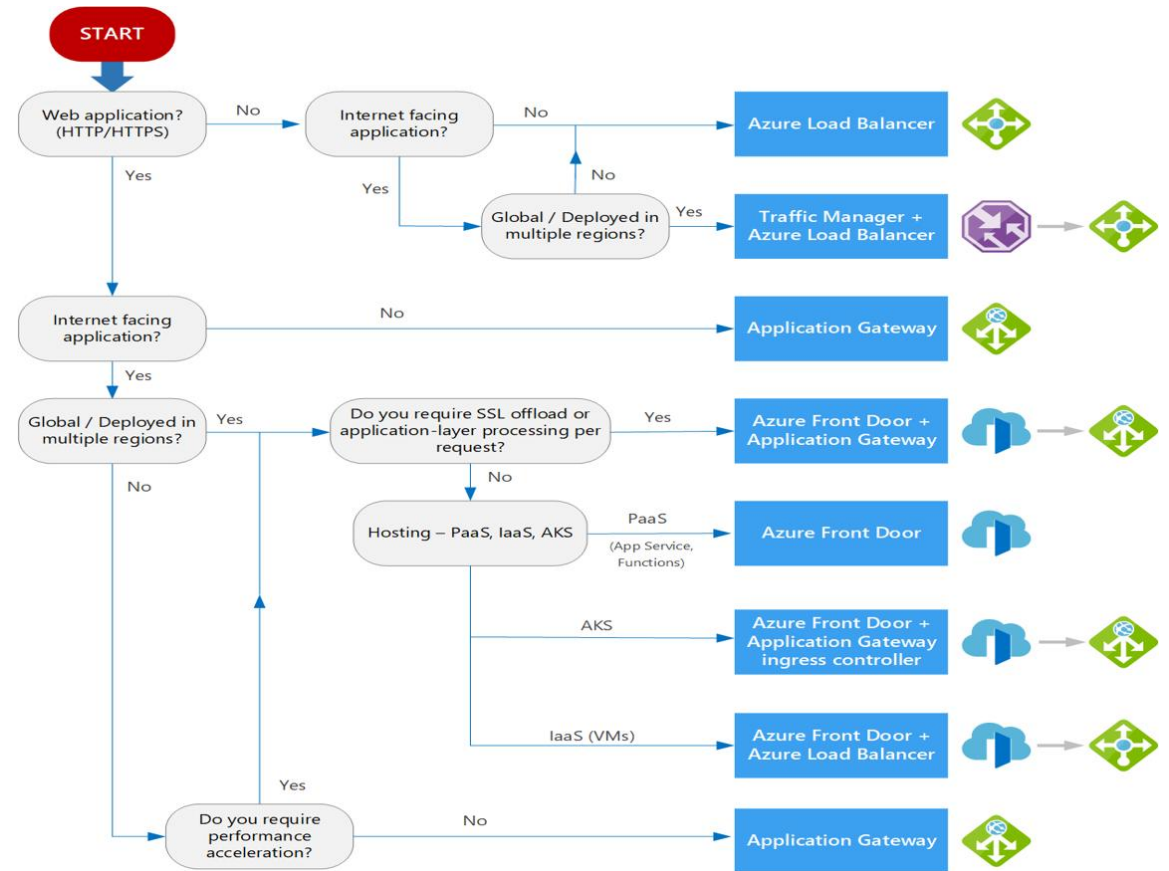 START
Web application?
(HTTP/HTTPS)
No
Internet facing
application?
No
Azure Load Balancer
Yes
Yes
No
Global / Deployed in
multiple regions?
Yes
Traffic Manager +
Azure Load Balancer
Internet facing
application?
No
Application Gateway
Yes
Global / Deployed in
multiple regions?
Yes
Do you require SSL offload or
application-layer processing per
request?
Yes
Azure Front Door +
Application Gateway
No
No
Hosting – PaaS, IaaS, AKS
PaaS
(App Service,
Functions)
Azure Front Door
AKS
Azure Front Door +
Application Gateway
ingress controller
IaaS (VMs)
Azure Front Door +
Azure Load Balancer
Yes
Do you require
performance
acceleration?
No
Application Gateway